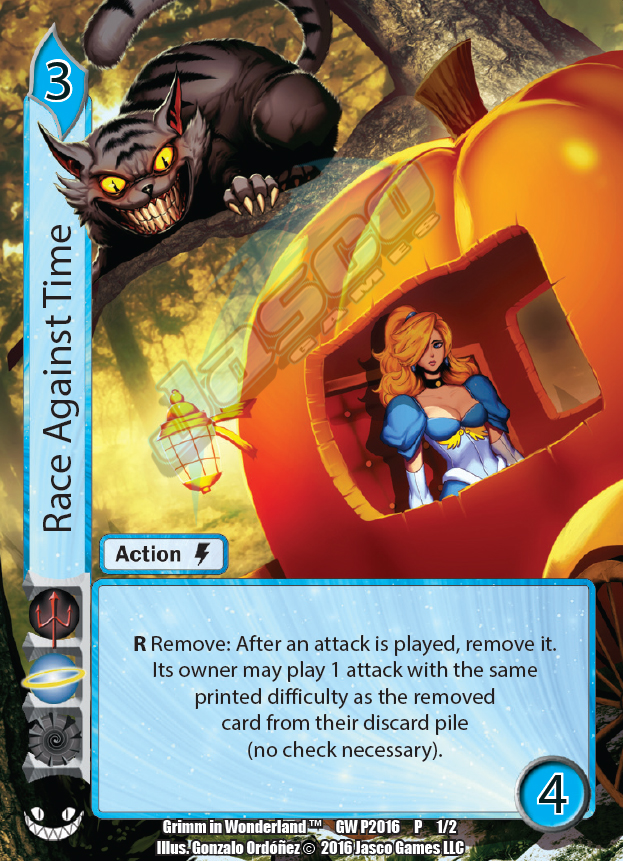 3
Race Against Time
JASCO
GAMES
Action
R Remove: After an attack is played, remove it.
Its owner may play 1 attack with the same
printed difficulty as the removed
card from their discard pile
(no check necessary).
4
Grimm in Wonderland™ GW P2016 P 1/2
Illus. Gonzalo Ordóñez © 2016 Jasco Games LLC